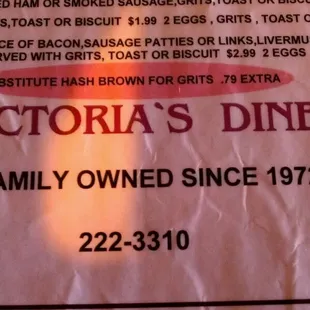 ED HAM OR SMOKED SAUSAGE,GRITS,TOAST OR
TOAST OR BISCUIT $1.99 2 EGGS , GRITS , TOAST O
CE OF BACON,SAUSAGE PATTIES OR LINKS,LIVERMU
RVED WITH GRITS, TOAST OR BISCUIT $2.99 2 EGGS
BSTITUTE HASH BROWN FOR GRITS .79 EXTRA
CTORIA'S DINE
AMILY OWNED SINCE 1972
222-3310